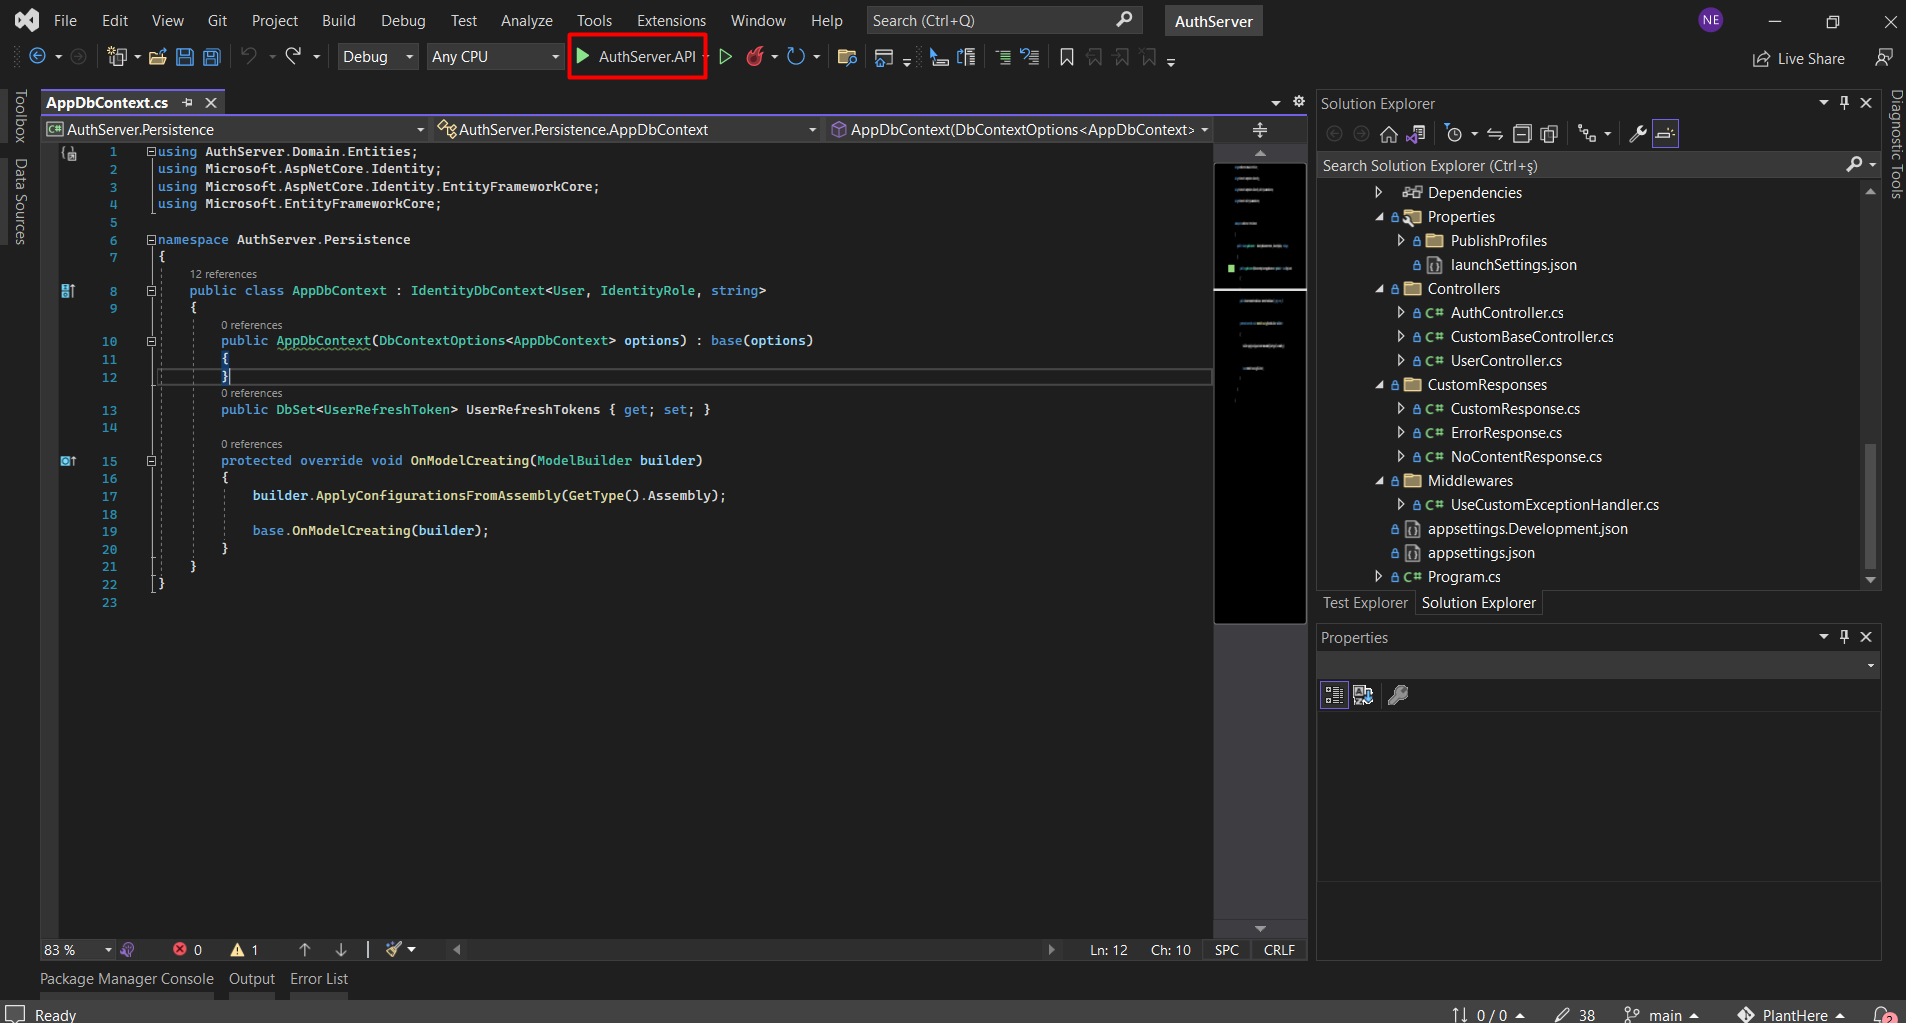 File Edit View Git Project Build Debug Test Analyze Tools Extensions Window Help Search (Ctrl+Q) AuthServer NE
Debug Any CPU AuthServer.API Live Share
Toolbox
Data Sources
AppDbContext.cs
AuthServer.Persistence AuthServer.Persistence.AppDbContext AppDbContext(DbContextOptions<AppDbContext>
1 using AuthServer.Domain.Entities;
2 using Microsoft.AspNetCore.Identity;
3 using Microsoft.AspNetCore.Identity.EntityFrameworkCore;
4 using Microsoft.EntityFrameworkCore;
5
6 namespace AuthServer.Persistence
7 {
12 references
8 public class AppDbContext : IdentityDbContext<User, IdentityRole, string>
9 {
0 references
10 public AppDbContext(DbContextOptions<AppDbContext> options) : base(options)
11 {
12 }
0 references
13 public DbSet<UserRefreshToken> UserRefreshTokens { get; set; }
14
0 references
15 protected override void OnModelCreating(ModelBuilder builder)
16 {
17 builder.ApplyConfigurationsFromAssembly(GetType().Assembly);
18
19 base.OnModelCreating(builder);
20 }
21 }
22 }
23
83 % 0 1 Ln: 12 Ch: 10 SPC CRLF
Solution Explorer
Search Solution Explorer (Ctrl+ş)
Dependencies
Properties
PublishProfiles
launchSettings.json
Controllers
C# AuthController.cs
C# CustomBaseController.cs
C# UserController.cs
CustomResponses
C# CustomResponse.cs
C# ErrorResponse.cs
C# NoContentResponse.cs
Middlewares
C# UseCustomExceptionHandler.cs
appsettings.Development.json
appsettings.json
C# Program.cs
Test Explorer Solution Explorer
Properties
Diagnostic Tools
Package Manager Console Output Error List
Ready 0 / 0 38 main PlantHere 2